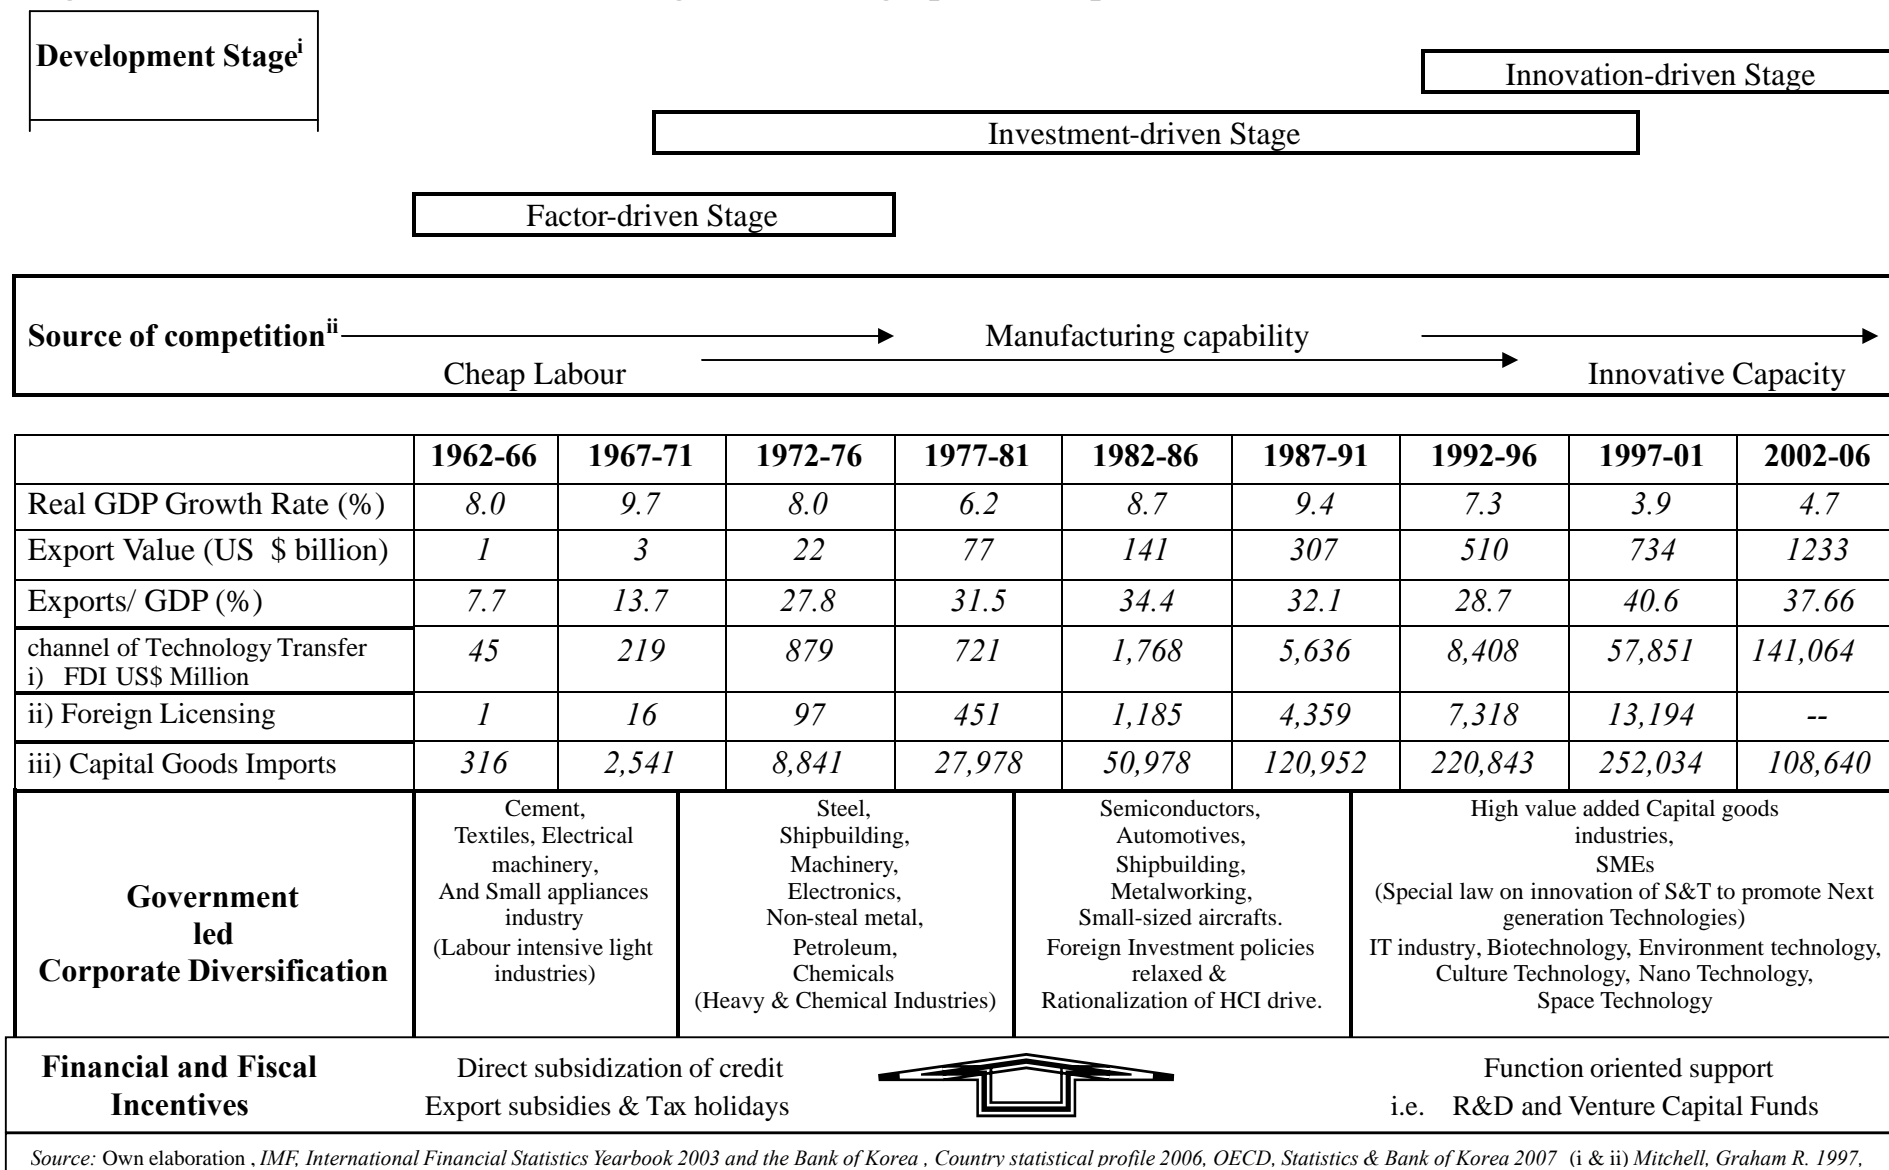 Development Stage^i
Innovation-driven Stage
Investment-driven Stage
Factor-driven Stage
Source of competition^ii
Manufacturing capability
Cheap Labour
Innovative Capacity
1962-66 1967-71 1972-76 1977-81 1982-86 1987-91 1992-96 1997-01 2002-06
Real GDP Growth Rate (%) 8.0 9.7 8.0 6.2 8.7 9.4 7.3 3.9 4.7
Export Value (US $ billion) 1 3 22 77 141 307 510 734 1233
Exports/ GDP (%) 7.7 13.7 27.8 31.5 34.4 32.1 28.7 40.6 37.66
channel of Technology Transfer
i) FDI US$ Million 45 219 879 721 1,768 5,636 8,408 57,851 141,064
ii) Foreign Licensing 1 16 97 451 1,185 4,359 7,318 13,194 --
iii) Capital Goods Imports 316 2,541 8,841 27,978 50,978 120,952 220,843 252,034 108,640
Government
led
Corporate Diversification
Cement,
Textiles, Electrical
machinery,
And Small appliances
industry
(Labour intensive light
industries)
Steel,
Shipbuilding,
Machinery,
Electronics,
Non-steal metal,
Petroleum,
Chemicals
(Heavy & Chemical Industries)
Semiconductors,
Automotives,
Shipbuilding,
Metalworking,
Small-sized aircrafts.
Foreign Investment policies
relaxed &
Rationalization of HCI drive.
High value added Capital goods
industries,
SMEs
(Special law on innovation of S&T to promote Next
generation Technologies)
IT industry, Biotechnology, Environment technology,
Culture Technology, Nano Technology,
Space Technology
Financial and Fiscal
Incentives
Direct subsidization of credit
Export subsidies & Tax holidays
Function oriented support
i.e. R&D and Venture Capital Funds
Source: Own elaboration , IMF, International Financial Statistics Yearbook 2003 and the Bank of Korea , Country statistical profile 2006, OECD, Statistics & Bank of Korea 2007 (i & ii) Mitchell, Graham R. 1997,